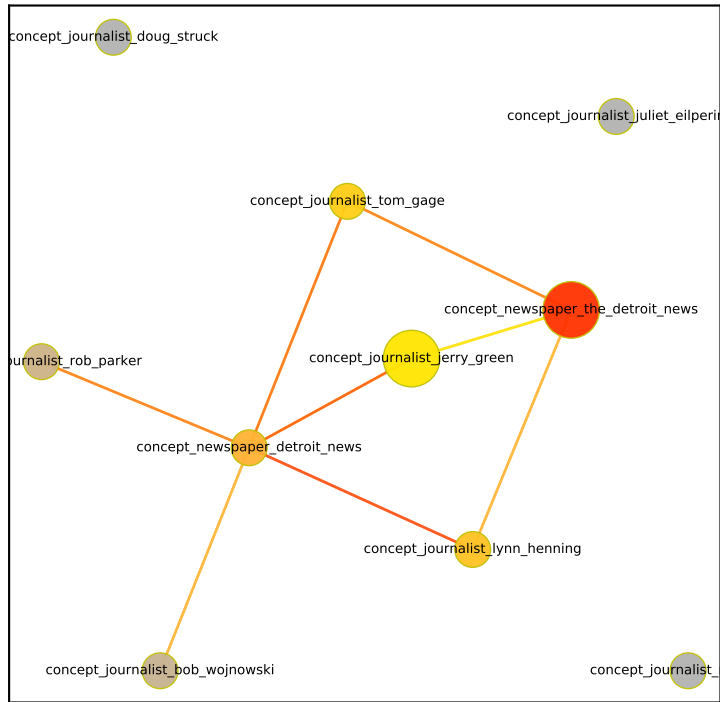 concept_journalist_doug_struck
concept_journalist_juliet_eilperin
concept_journalist_tom_gage
concept_newspaper_the_detroit_news
concept_journalist_jerry_green
ournalist_rob_parker
concept_newspaper_detroit_news
concept_journalist_lynn_henning
concept_journalist_bob_wojnowski
concept_journalist_